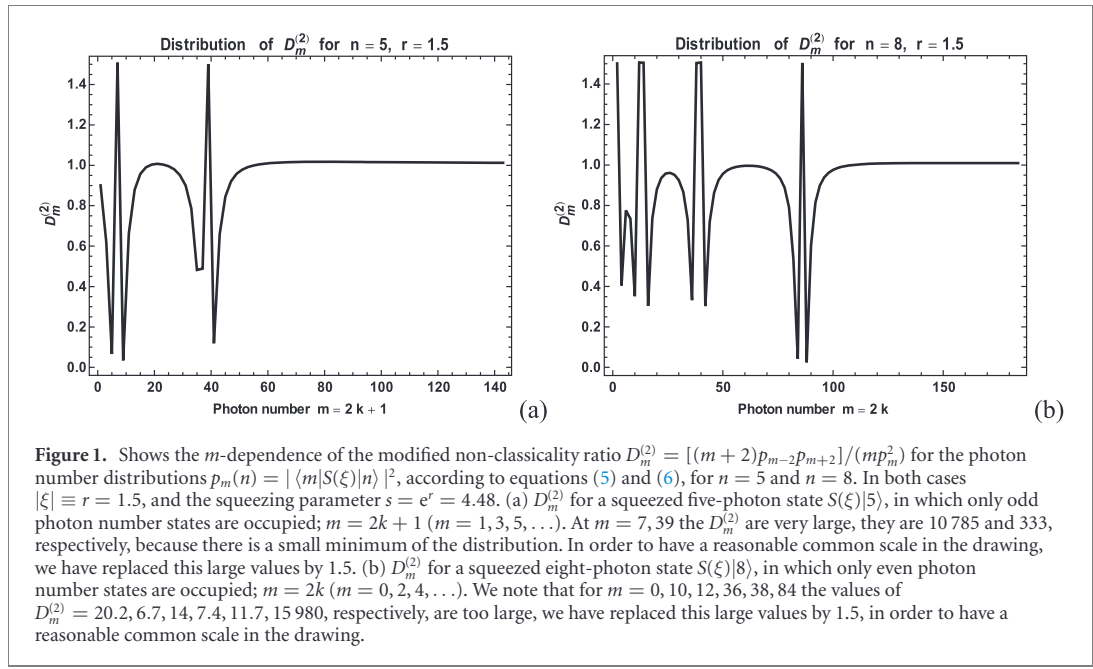 Distribution of D_m^(2) for n = 5, r = 1.5
D_m^(2)
1.4
1.2
1.0
0.8
0.6
0.4
0.2
0.0
0 20 40 60 80 100 120 140
Photon number m = 2 k + 1
(a)
Distribution of D_m^(2) for n = 8, r = 1.5
D_m^(2)
1.4
1.2
1.0
0.8
0.6
0.4
0.2
0.0
0 50 100 150
Photon number m = 2 k
(b)
Figure 1. Shows the m-dependence of the modified non-classicality ratio D_m^(2) = [(m + 2)p_{m−2}p_{m+2}]/(mp_m^2) for the photon
number distributions p_m(n) = | ⟨m|S(ξ)|n⟩ |^2, according to equations (5) and (6), for n = 5 and n = 8. In both cases
|ξ| ≡ r = 1.5, and the squeezing parameter s = e^r = 4.48. (a) D_m^(2) for a squeezed five-photon state S(ξ)|5⟩, in which only odd
photon number states are occupied; m = 2k + 1 (m = 1, 3, 5, . . .). At m = 7, 39 the D_m^(2) are very large, they are 10 785 and 333,
respectively, because there is a small minimum of the distribution. In order to have a reasonable common scale in the drawing,
we have replaced this large values by 1.5. (b) D_m^(2) for a squeezed eight-photon state S(ξ)|8⟩, in which only even photon
number states are occupied; m = 2k (m = 0, 2, 4, . . .). We note that for m = 0, 10, 12, 36, 38, 84 the values of
D_m^(2) = 20.2, 6.7, 14, 7.4, 11.7, 15 980, respectively, are too large, we have replaced this large values by 1.5, in order to have a
reasonable common scale in the drawing.